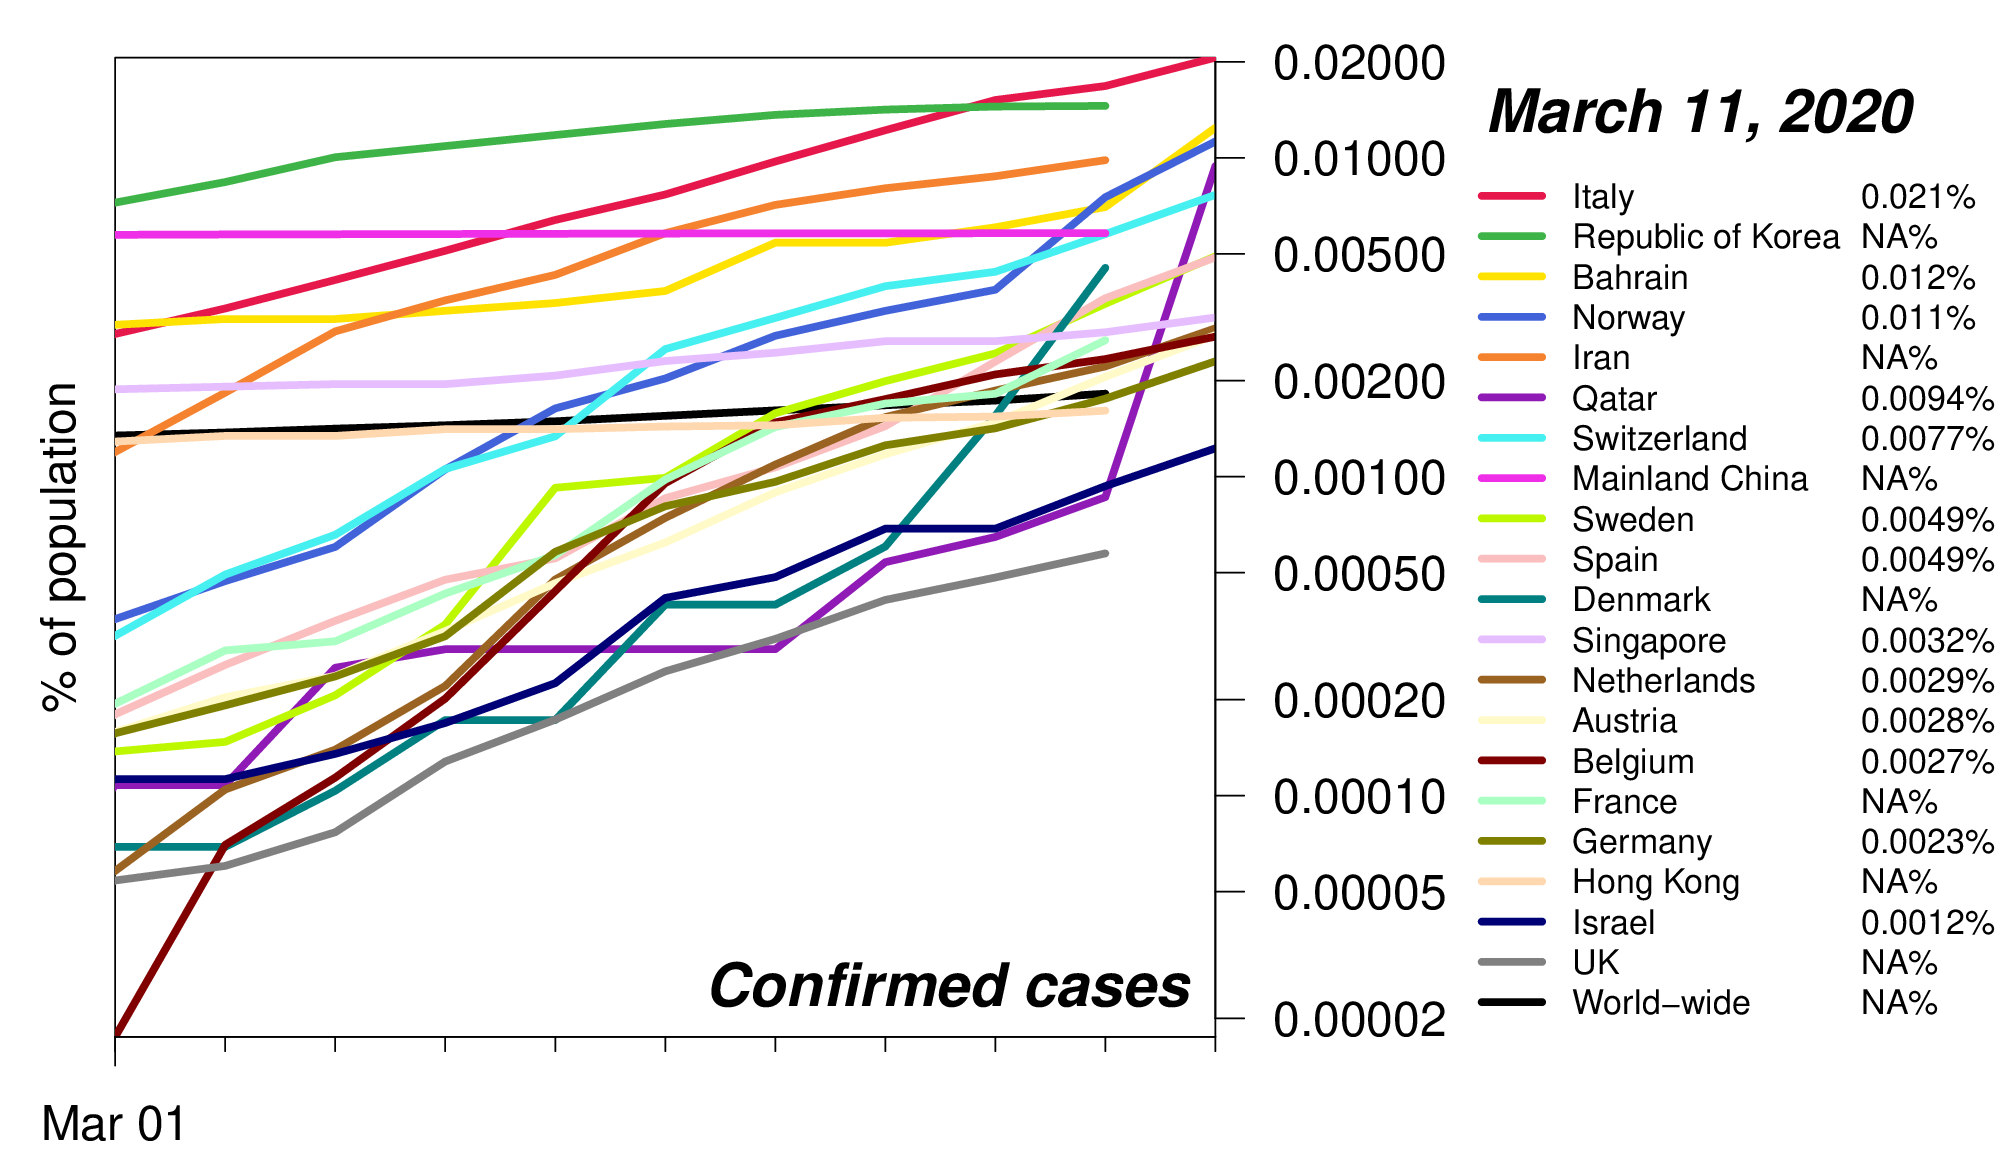 0.02000
March 11, 2020
0.01000
Italy 0.021%
Republic of Korea NA%
0.00500
Bahrain 0.012%
Norway 0.011%
Iran NA%
0.00200
Qatar 0.0094%
Switzerland 0.0077%
0.00100
Mainland China NA%
Sweden 0.0049%
% of population
0.00050
Spain 0.0049%
Denmark NA%
Singapore 0.0032%
0.00020
Netherlands 0.0029%
Austria 0.0028%
Belgium 0.0027%
0.00010
France NA%
Germany 0.0023%
0.00005
Hong Kong NA%
Israel 0.0012%
UK NA%
Confirmed cases
0.00002
World−wide NA%
Mar 01